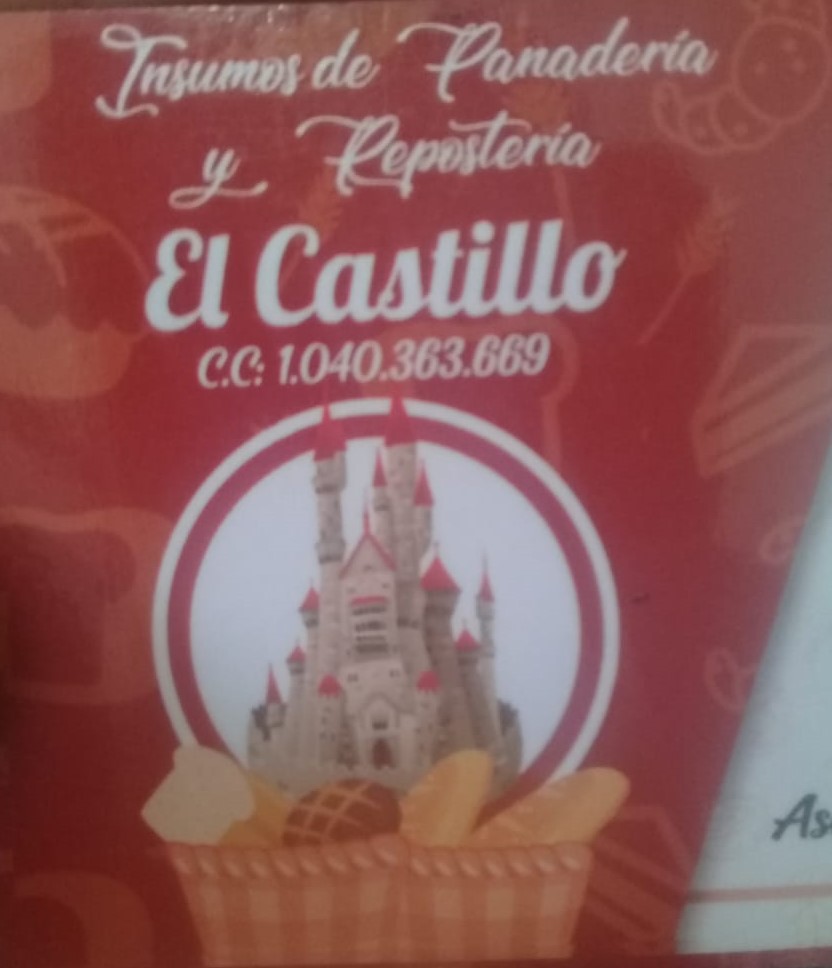 Insumos de Panadería
y Repostería
El Castillo
C.C: 1.040.363.669